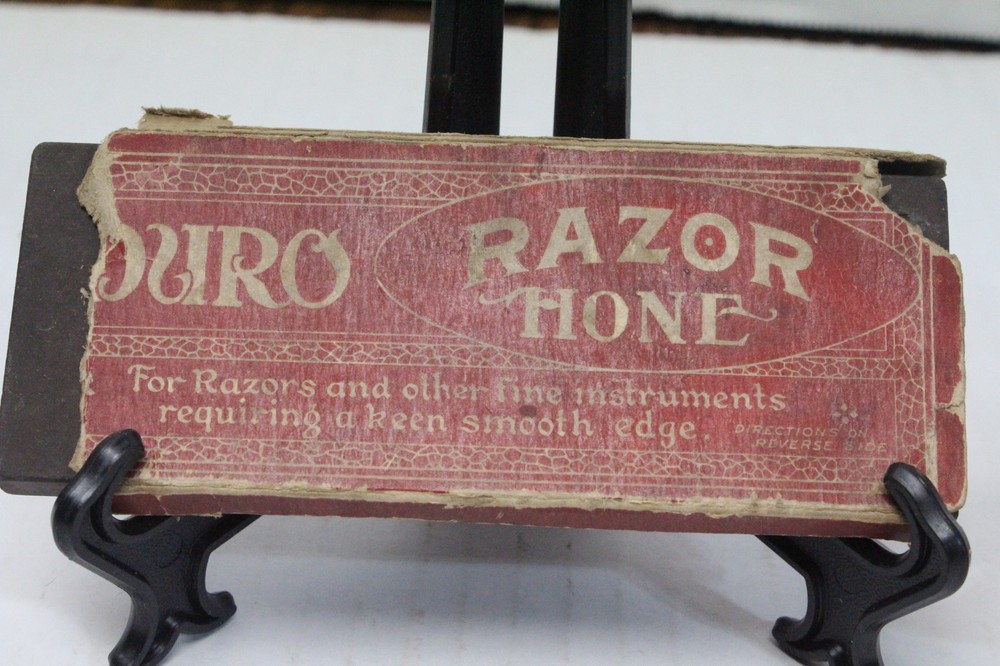 DURO
RAZOR
HONE
For Razors and other fine instruments
requiring a keen smooth edge.
DIRECTIONS ON
REVERSE SIDE